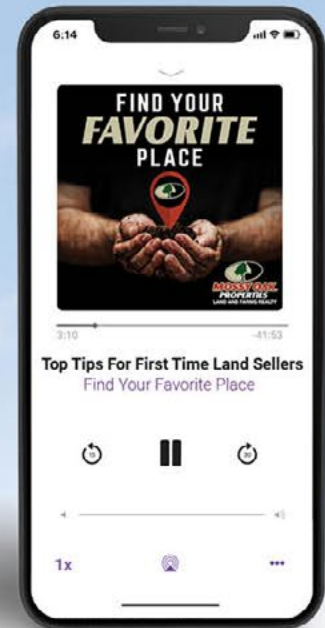 6:14
FIND YOUR
FAVORITE
PLACE
MOSSY OAK
PROPERTIES
LAND AND FARMS REALTY
3:10 -41:53
Top Tips For First Time Land Sellers
Find Your Favorite Place
15 30
1x